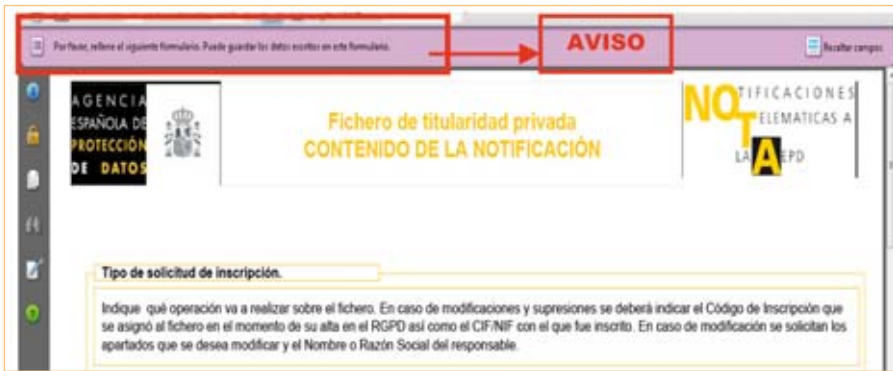 Por favor, rellene el siguiente formulario. Puede guardar los datos escritos en este formulario.
AVISO
Resaltar campos
AGENCIA
ESPAÑOLA DE
PROTECCIÓN
DE DATOS
Fichero de titularidad privada
CONTENIDO DE LA NOTIFICACIÓN
NOTIFICACIONES
TELEMATICAS A
LA AEPD
Tipo de solicitud de inscripción.
Indique qué operación va a realizar sobre el fichero. En caso de modificaciones y supresiones se deberá indicar el Código de Inscripción que
se asignó al fichero en el momento de su alta en el RGPD así como el CIF/NIF con el que fue inscrito. En caso de modificación se solicitan los
apartados que se desea modificar y el Nombre o Razón Social del responsable.